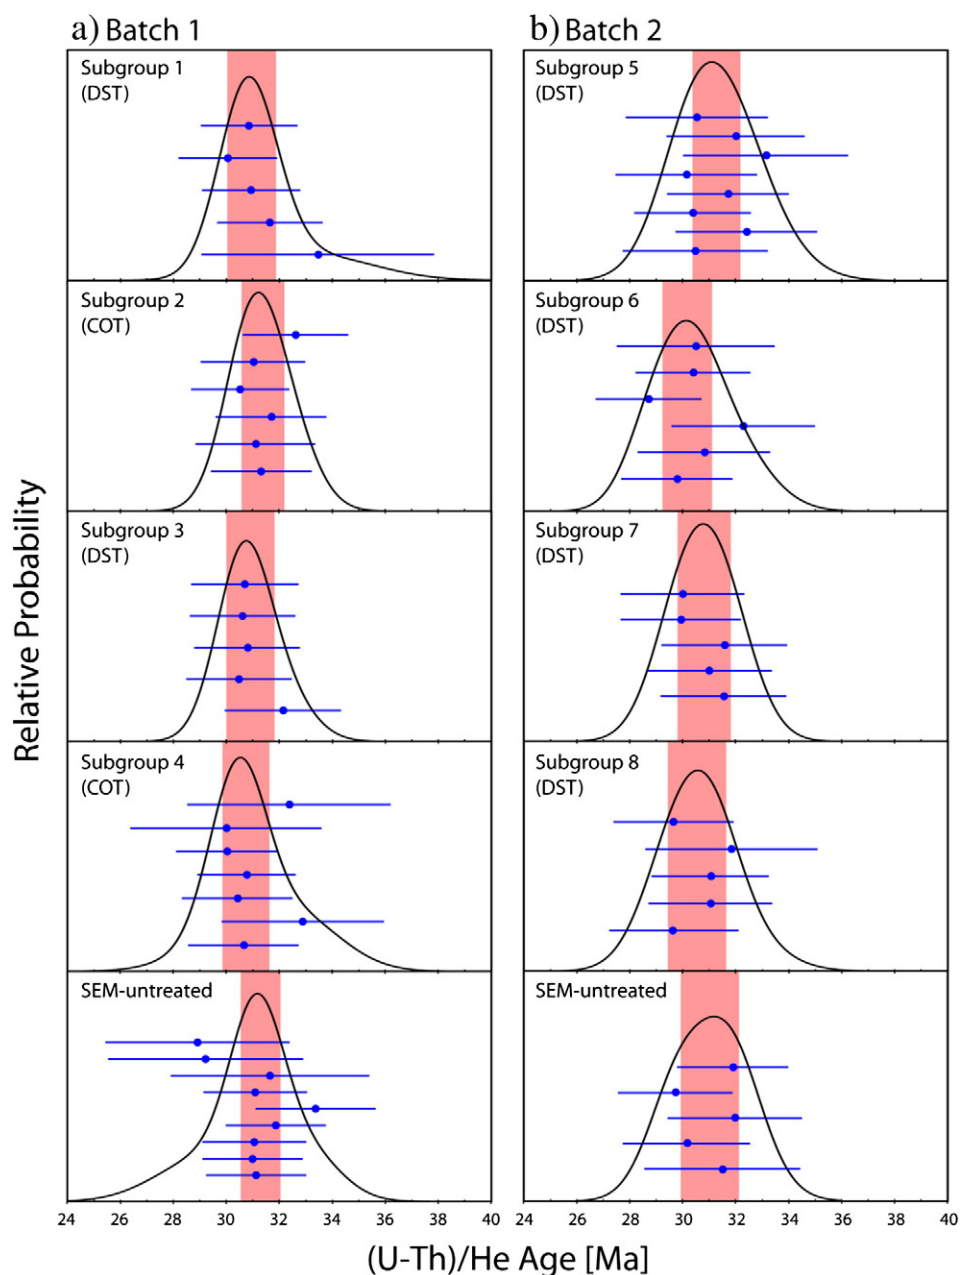 a) Batch 1
b) Batch 2
Subgroup 1
(DST)
Subgroup 5
(DST)
Subgroup 2
(COT)
Subgroup 6
(DST)
Subgroup 3
(DST)
Subgroup 7
(DST)
Subgroup 4
(COT)
Subgroup 8
(DST)
SEM-untreated
SEM-untreated
Relative Probability
24 26 28 30 32 34 36 38 40
24 26 28 30 32 34 36 38 40
(U-Th)/He Age [Ma]